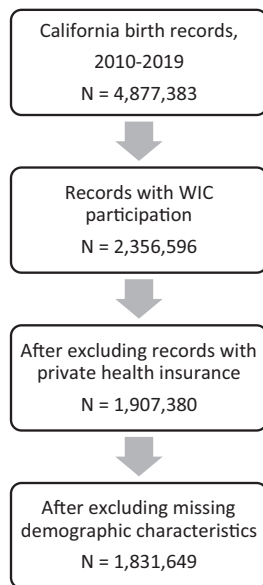 California birth records,
2010-2019
N = 4,877,383
Records with WIC
participation
N = 2,356,596
After excluding records with
private health insurance
N = 1,907,380
After excluding missing
demographic characteristics
N = 1,831,649